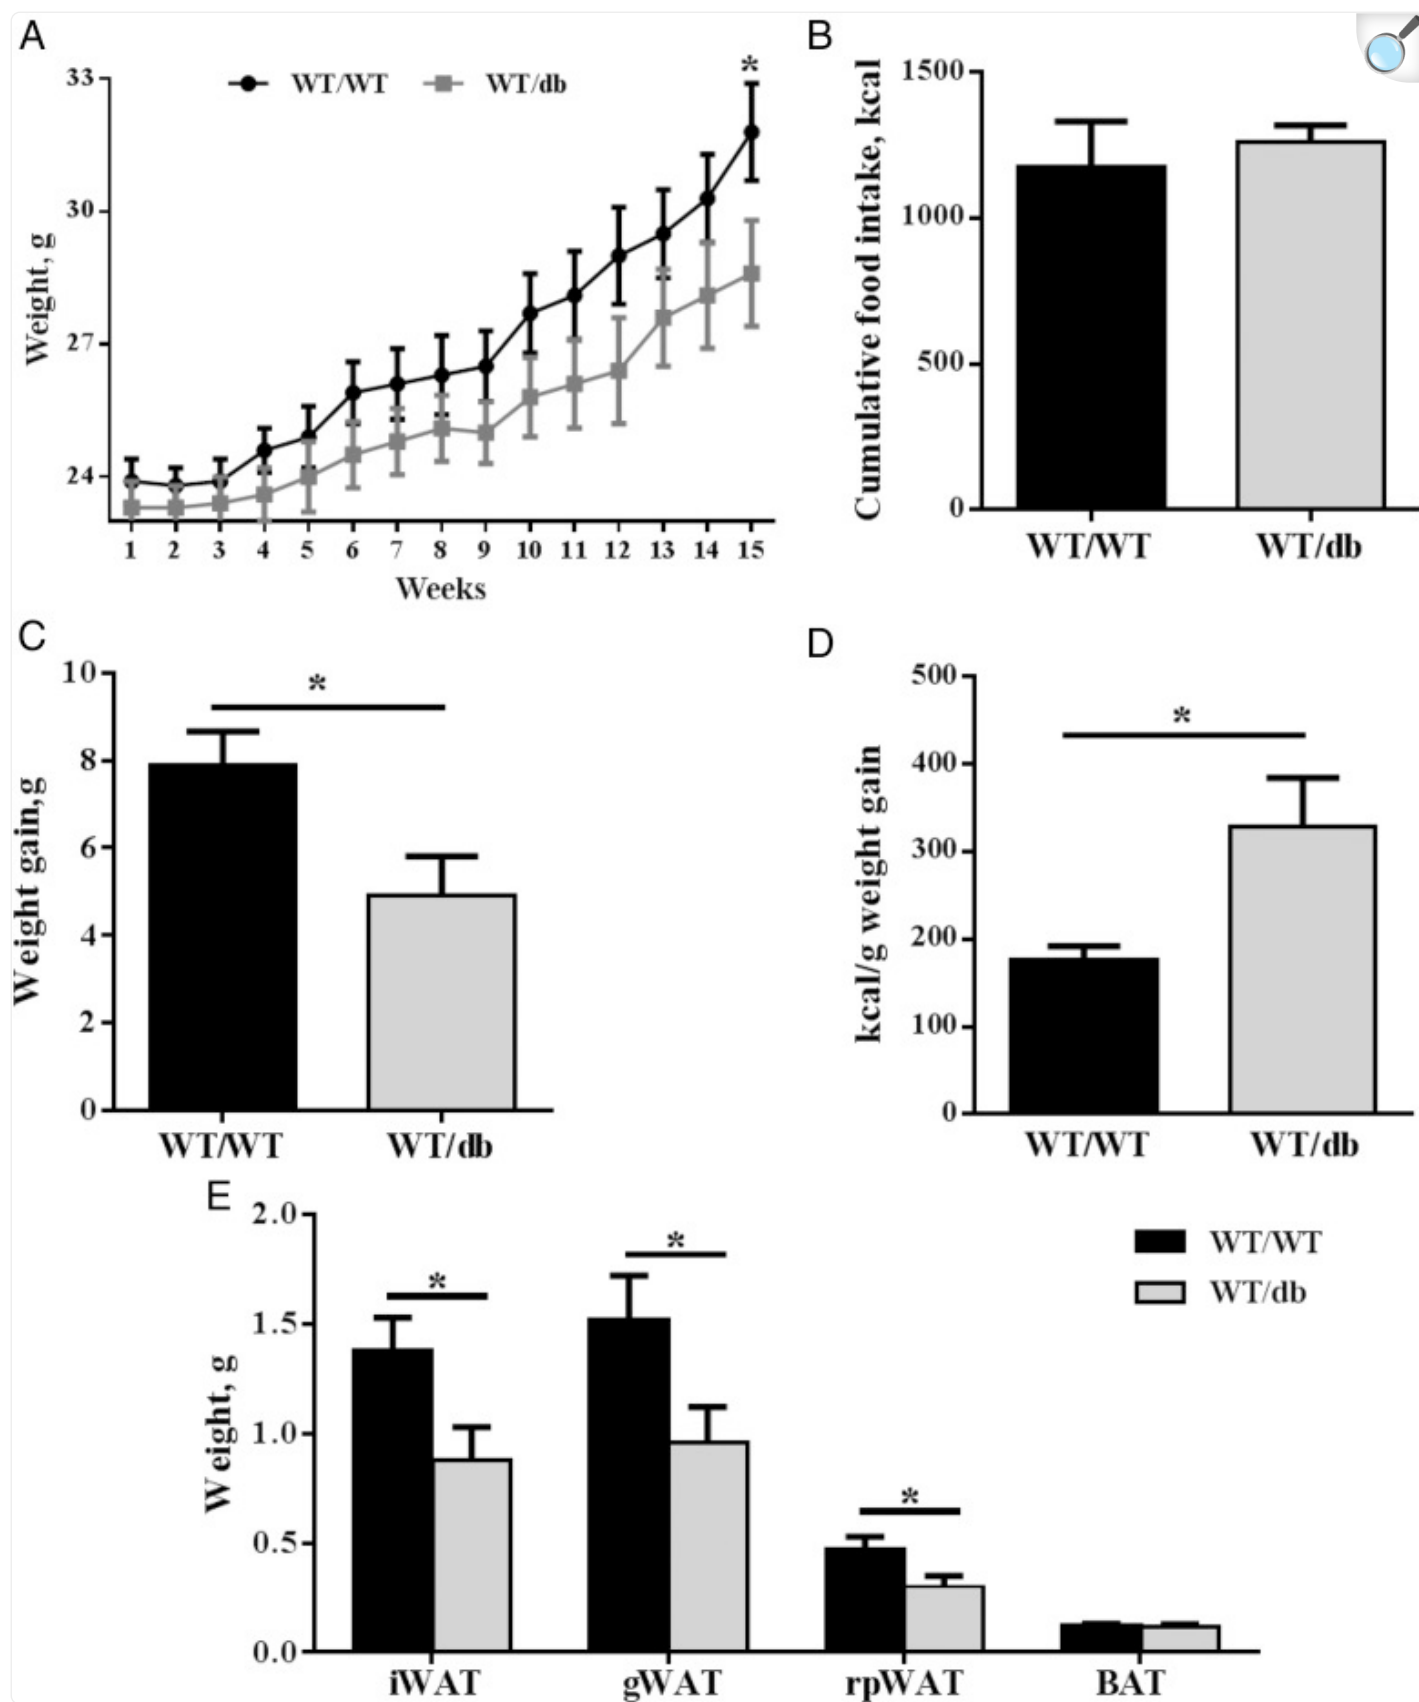 A
33
30
27
24
Weight, g
WT/WT
WT/db
*
1 2 3 4 5 6 7 8 9 10 11 12 13 14 15
Weeks
B
Cumulative food intake, kcal
1500
1000
500
0
WT/WT WT/db
C
Weight gain,g
10
8
6
4
2
0
*
WT/WT WT/db
D
kcal/g weight gain
500
400
300
200
100
0
*
WT/WT WT/db
E
Weight, g
2.0
1.5
1.0
0.5
0.0
*
*
*
WT/WT
WT/db
iWAT gWAT rpWAT BAT